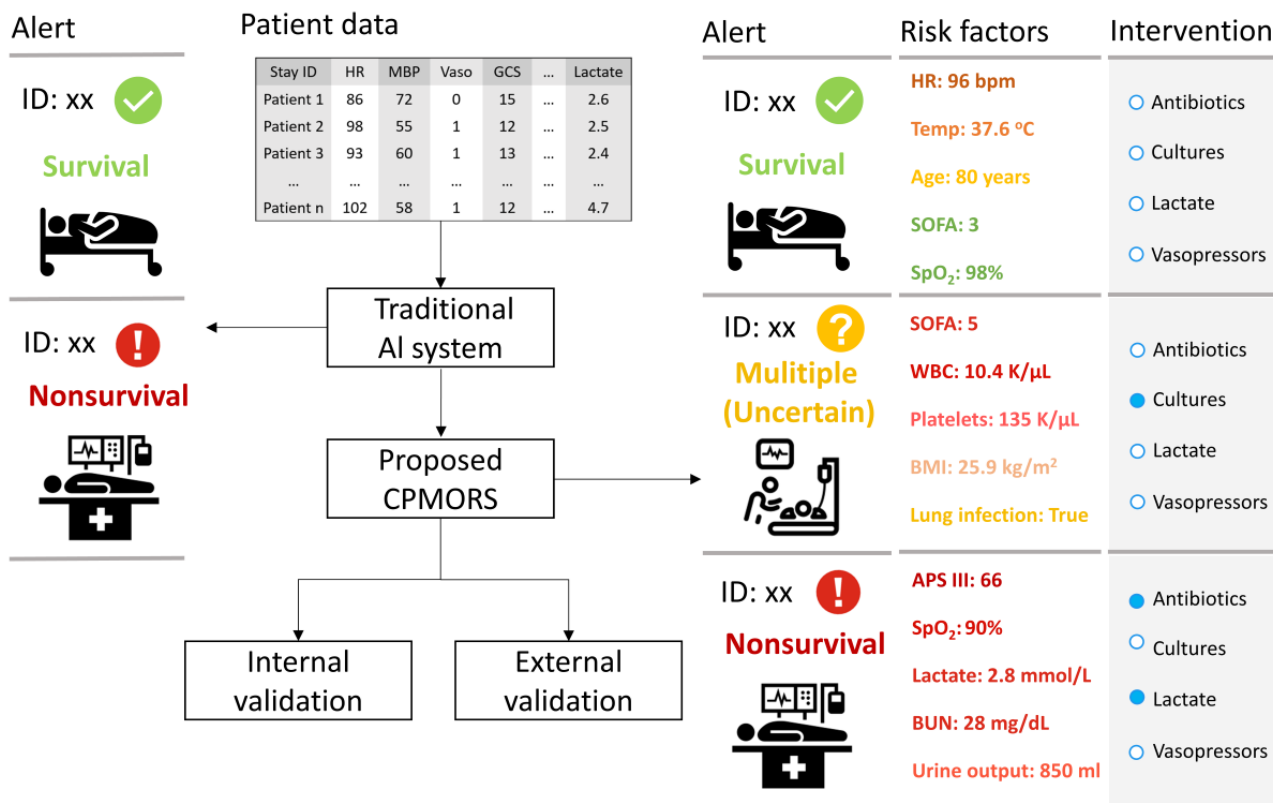 Alert
ID: xx
Survival
ID: xx
Nonsurvival
Patient data
Stay ID HR MBP Vaso GCS ... Lactate
Patient 1 86 72 0 15 ... 2.6
Patient 2 98 55 1 12 ... 2.5
Patient 3 93 60 1 13 ... 2.4
... ... ... ... ... ...
Patient n 102 58 1 12 ... 4.7
Traditional
AI system
Proposed
CPMORS
Internal
validation
External
validation
Alert
Risk factors
Intervention
ID: xx
Survival
HR: 96 bpm
Temp: 37.6 °C
Age: 80 years
SOFA: 3
SpO₂: 98%
Antibiotics
Cultures
Lactate
Vasopressors
ID: xx
?
Mulitiple
(Uncertain)
SOFA: 5
WBC: 10.4 K/μL
Platelets: 135 K/μL
BMI: 25.9 kg/m²
Lung infection: True
Antibiotics
Cultures
Lactate
Vasopressors
ID: xx
!
Nonsurvival
APS III: 66
SpO₂: 90%
Lactate: 2.8 mmol/L
BUN: 28 mg/dL
Urine output: 850 ml
Antibiotics
Cultures
Lactate
Vasopressors